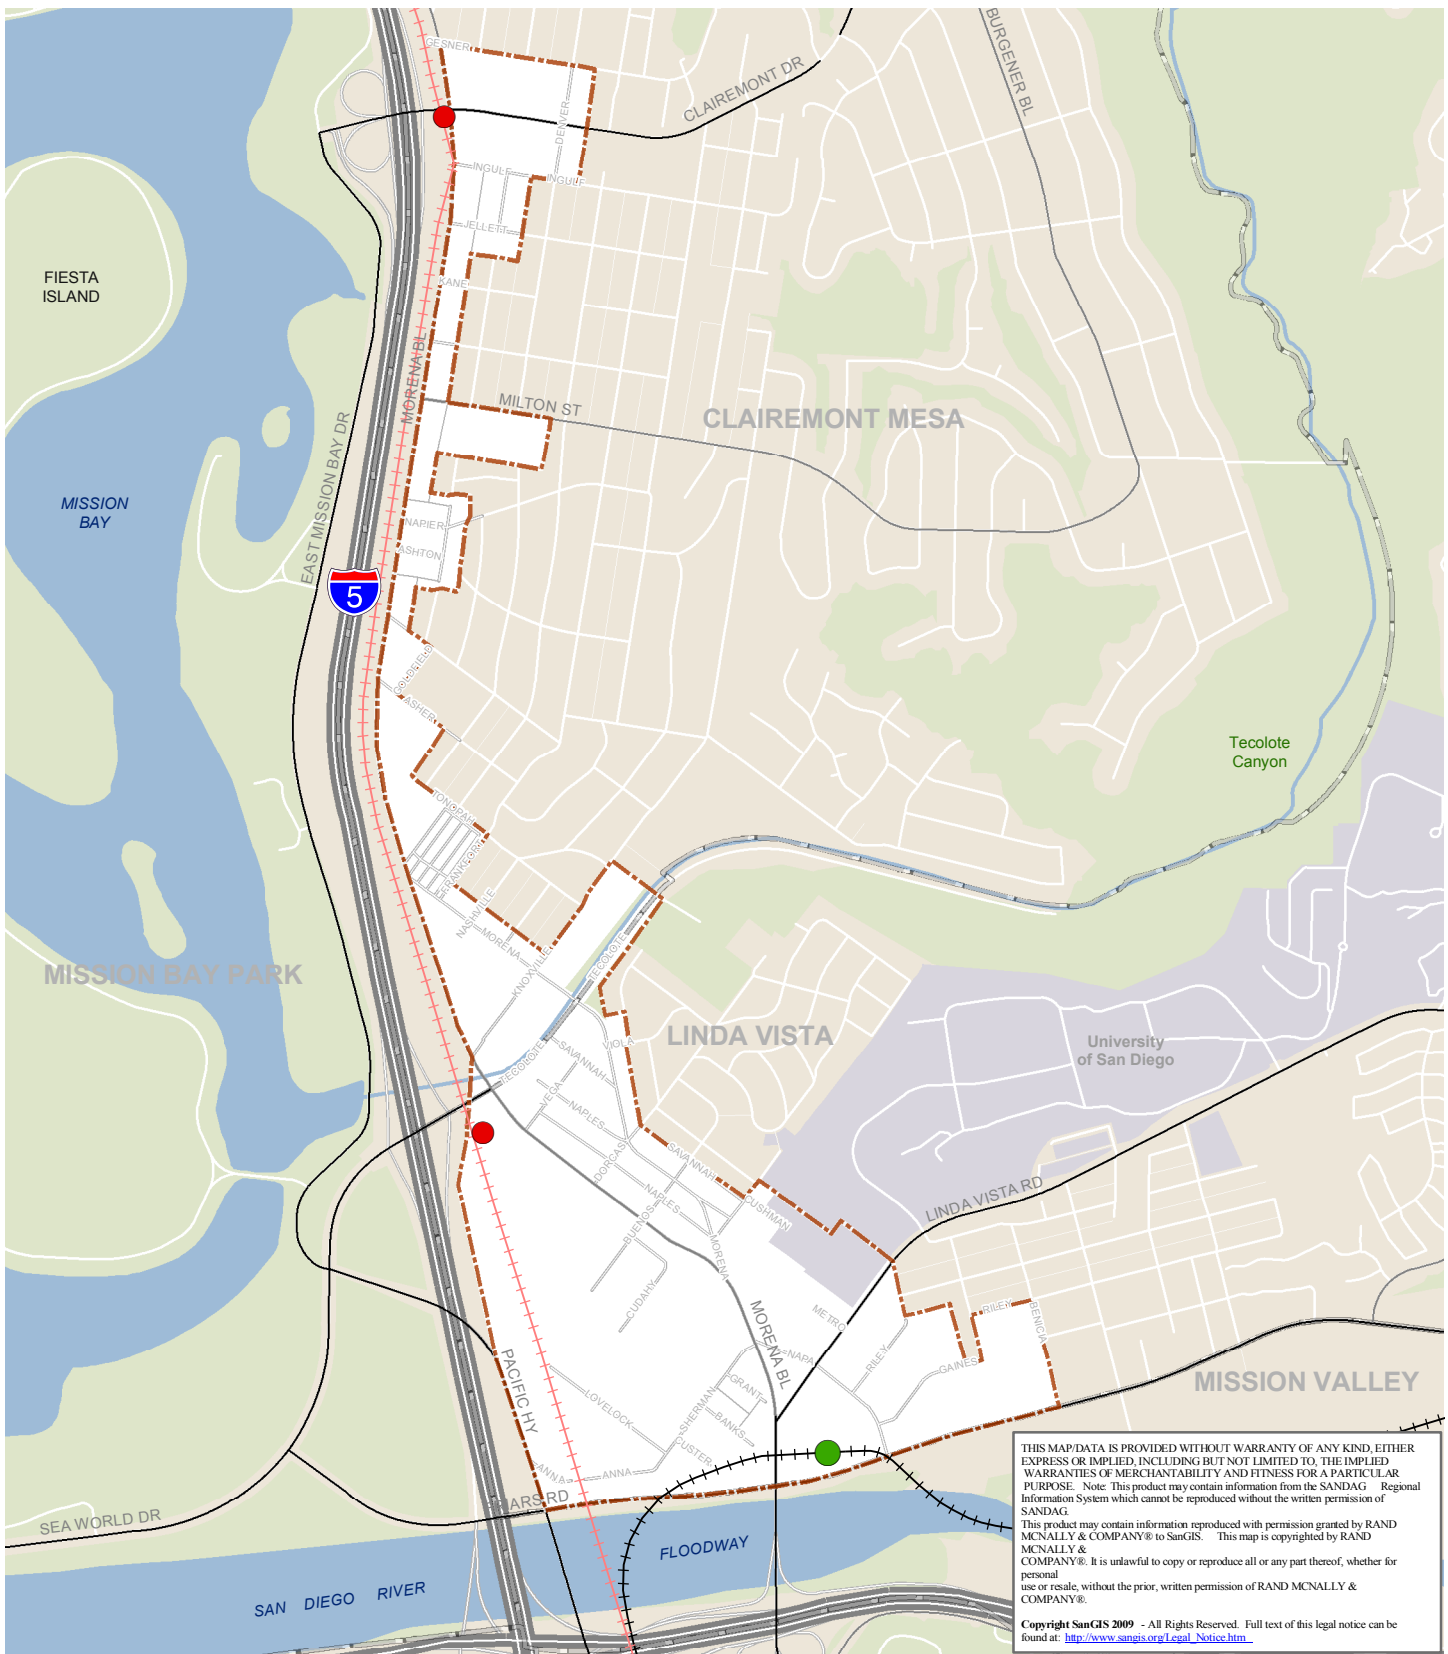 GESNER
CLAIREMONT DR
BURGENER BL
DENVER
INGULF
INGULF
JELLETT
FIESTA
ISLAND
KANE
MORENA BL
MILTON ST
CLAIREMONT MESA
EAST MISSION BAY DR
MISSION
BAY
NAPIER
ASHTON
5
GOLDFIELD
ASHER
Tecolote
Canyon
TONOPAH
FRANKFORT
NASHVILLE
MORENA
KNOXVILLE
TECOLOTE
MISSION BAY PARK
LINDA VISTA
University
of San Diego
VIOLA
SAVANNAH
TECOLOTE
VEGA
NAPLES
DORCAS
SAVANNAH
NAPLES
BUENOS
CUSHMAN
MORENA
LINDA VISTA RD
CUDAHY
METRO
MORENA BL
RILEY
BENICIA
NAPA
RILEY
GAINES
PACIFIC HY
MISSION VALLEY
GRANT
SHERMAN
BANKS
LOVELOCK
CUSTER
ANNA
ANNA
FRIARS RD
SEA WORLD DR
FLOODWAY
SAN DIEGO RIVER
THIS MAP/DATA IS PROVIDED WITHOUT WARRANTY OF ANY KIND, EITHER
EXPRESS OR IMPLIED, INCLUDING BUT NOT LIMITED TO, THE IMPLIED
WARRANTIES OF MERCHANTABILITY AND FITNESS FOR A PARTICULAR
PURPOSE. Note: This product may contain information from the SANDAG Regional
Information System which cannot be reproduced without the written permission of
SANDAG.
This product may contain information reproduced with permission granted by RAND
MCNALLY & COMPANY® to SanGIS. This map is copyrighted by RAND
MCNALLY &
COMPANY®. It is unlawful to copy or reproduce all or any part thereof, whether for
personal
use or resale, without the prior, written permission of RAND MCNALLY &
COMPANY®.
Copyright SanGIS 2009 - All Rights Reserved. Full text of this legal notice can be
found at: http://www.sangis.org/Legal_Notice.htm